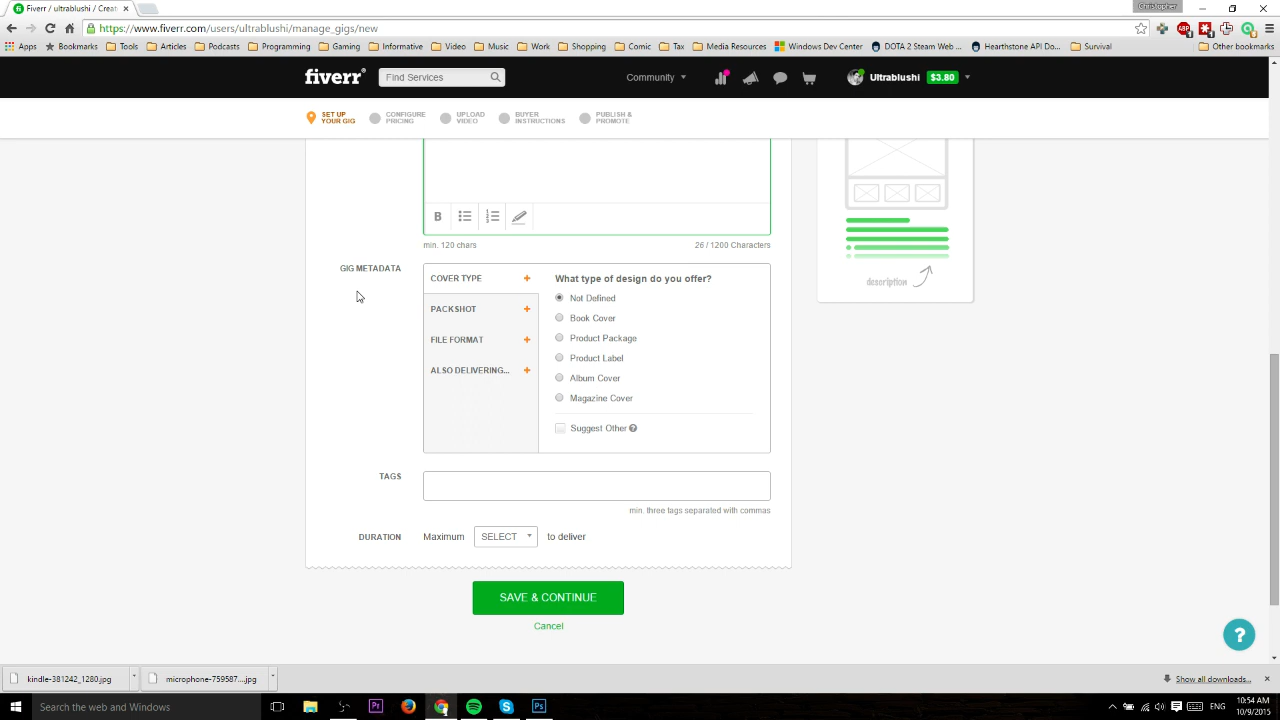 Fiverr / ultrablushi / Creat
Christopher
https://www.fiverr.com/users/ultrablushi/manage_gigs/new
Apps Bookmarks Tools Articles Podcasts Programming Gaming Informative Video Music Work Shopping Comic Tax Media Resources Windows Dev Center DOTA 2 Steam Web ... Hearthstone API Do... Survival Other bookmarks
fiverr® Find Services Community Ultrablushi $3.80
SET UP YOUR GIG CONFIGURE PRICING UPLOAD VIDEO BUYER INSTRUCTIONS PUBLISH & PROMOTE
B
min. 120 chars 26 / 1200 Characters
description
GIG METADATA
COVER TYPE +
PACKSHOT +
FILE FORMAT +
ALSO DELIVERING... +
What type of design do you offer?
Not Defined
Book Cover
Product Package
Product Label
Album Cover
Magazine Cover
Suggest Other ?
TAGS
min. three tags separated with commas
DURATION Maximum SELECT to deliver
SAVE & CONTINUE
Cancel
?
kindle-381242_1280.jpg microphone-759587....jpg Show all downloads...
Search the web and Windows Pr Ps ENG 10:54 AM
10/9/2015